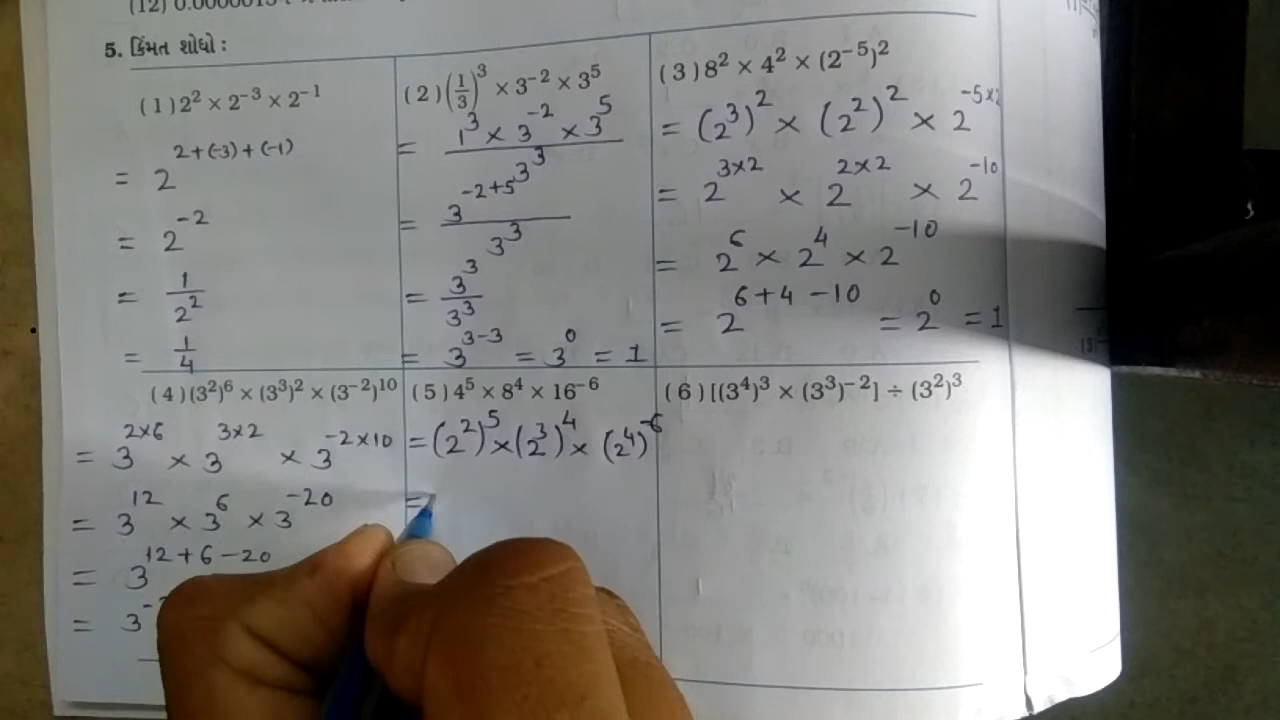 5. કિંમત શોધો :
(1) 2² × 2⁻³ × 2⁻¹
= 2^{2+(-3)+(-1)}
= 2⁻²
= 1/2²
= 1/4
(2) (1/3)³ × 3⁻² × 3⁵
= (1³ × 3⁻² × 3⁵)/3³
= 3^{-2+5}/3³
= 3³/3³
= 3^{3-3} = 3⁰ = 1
(3) 8² × 4² × (2⁻⁵)²
= (2³)² × (2²)² × 2^{-5×2}
= 2^{3×2} × 2^{2×2} × 2⁻¹⁰
= 2⁶ × 2⁴ × 2⁻¹⁰
= 2^{6+4-10} = 2⁰ = 1
(4) (3²)⁶ × (3³)² × (3⁻²)¹⁰
= 3^{2×6} × 3^{3×2} × 3^{-2×10}
= 3¹² × 3⁶ × 3⁻²⁰
= 3^{12+6-20}
= 3⁻
(5) 4⁵ × 8⁴ × 16⁻⁶
= (2²)⁵ × (2³)⁴ × (2⁴)⁻⁶
=
(6) [(3⁴)³ × (3³)⁻²] ÷ (3²)³